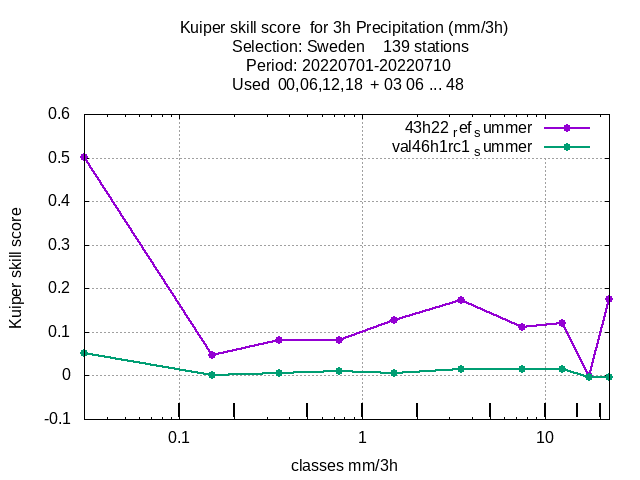 Kuiper skill score  for 3h Precipitation (mm/3h)
Selection: Sweden    139 stations
Period: 20220701-20220710
Used  00,06,12,18  + 03 06 ... 48
43h22 ref summer
val46h1rc1 summer
0.6
0.5
0.4
0.3
0.2
0.1
0
-0.1
Kuiper skill score
0.1 1 10
classes mm/3h